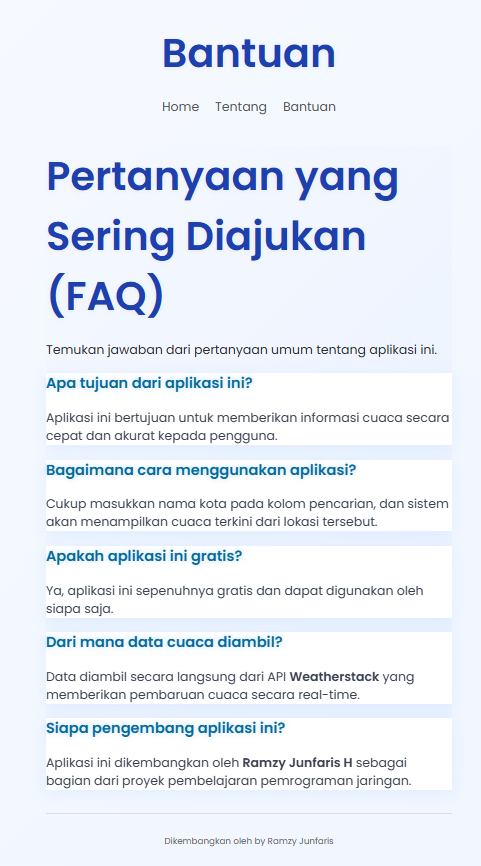 Bantuan
Home Tentang Bantuan
Pertanyaan yang
Sering Diajukan
(FAQ)
Temukan jawaban dari pertanyaan umum tentang aplikasi ini.
Apa tujuan dari aplikasi ini?
Aplikasi ini bertujuan untuk memberikan informasi cuaca secara
cepat dan akurat kepada pengguna.
Bagaimana cara menggunakan aplikasi?
Cukup masukkan nama kota pada kolom pencarian, dan sistem
akan menampilkan cuaca terkini dari lokasi tersebut.
Apakah aplikasi ini gratis?
Ya, aplikasi ini sepenuhnya gratis dan dapat digunakan oleh
siapa saja.
Dari mana data cuaca diambil?
Data diambil secara langsung dari API Weatherstack yang
memberikan pembaruan cuaca secara real-time.
Siapa pengembang aplikasi ini?
Aplikasi ini dikembangkan oleh Ramzy Junfaris H sebagai
bagian dari proyek pembelajaran pemrograman jaringan.
Dikembangkan oleh by Ramzy Junfaris